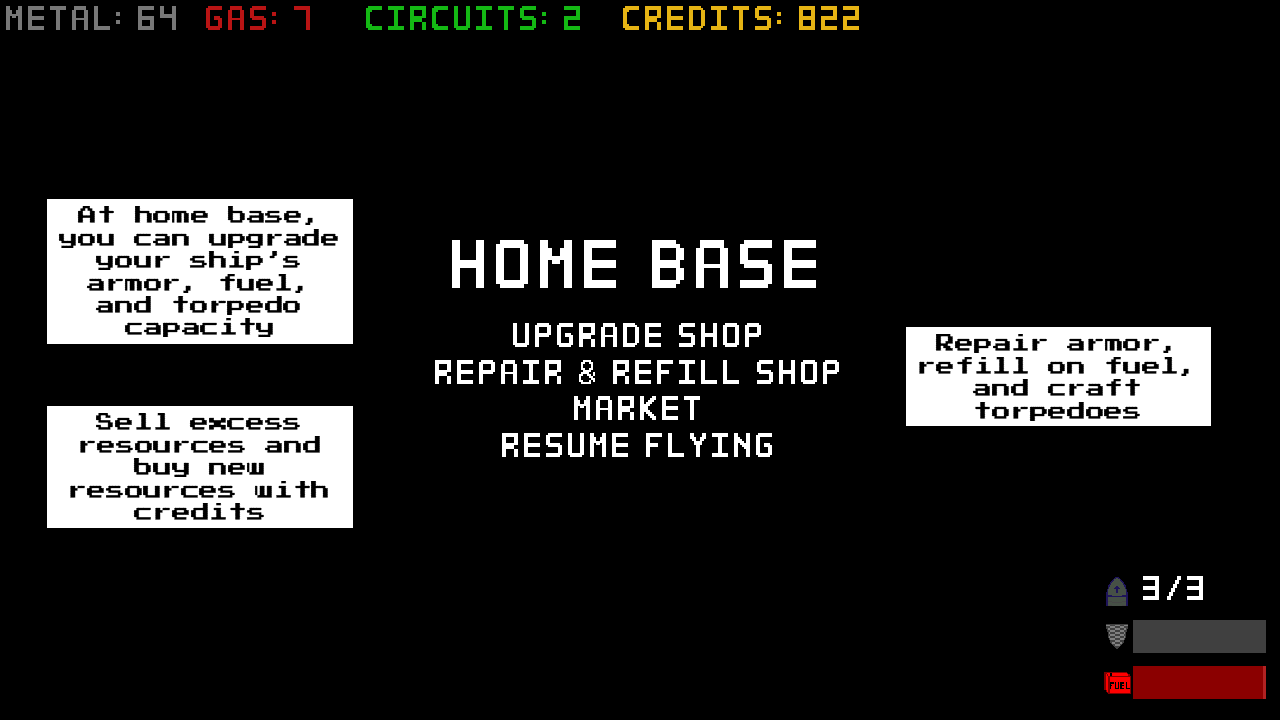 METAL: 64 GAS: 7 CIRCUITS: 2 CREDITS: 822
At home base,
you can upgrade
your ship's
armor, fuel,
and torpedo
capacity
HOME BASE
UPGRADE SHOP
REPAIR & REFILL SHOP
MARKET
RESUME FLYING
Repair armor,
refill on fuel,
and craft
torpedoes
Sell excess
resources and
buy new
resources with
credits
3/3
FUEL